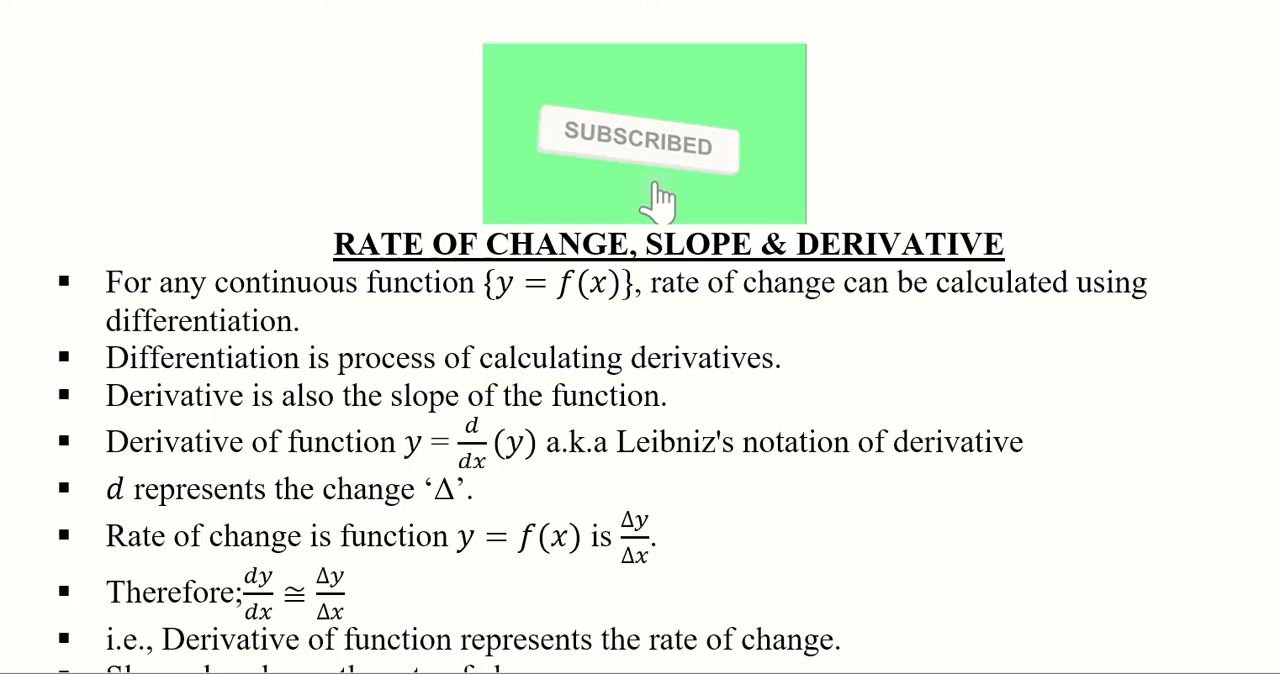 SUBSCRIBED
RATE OF CHANGE, SLOPE & DERIVATIVE
▪ For any continuous function {y = f(x)}, rate of change can be calculated using
differentiation.
▪ Differentiation is process of calculating derivatives.
▪ Derivative is also the slope of the function.
▪ Derivative of function y = d/dx (y) a.k.a Leibniz's notation of derivative
▪ d represents the change ‘Δ’.
▪ Rate of change is function y = f(x) is Δy/Δx.
▪ Therefore; dy/dx ≅ Δy/Δx
▪ i.e., Derivative of function represents the rate of change.